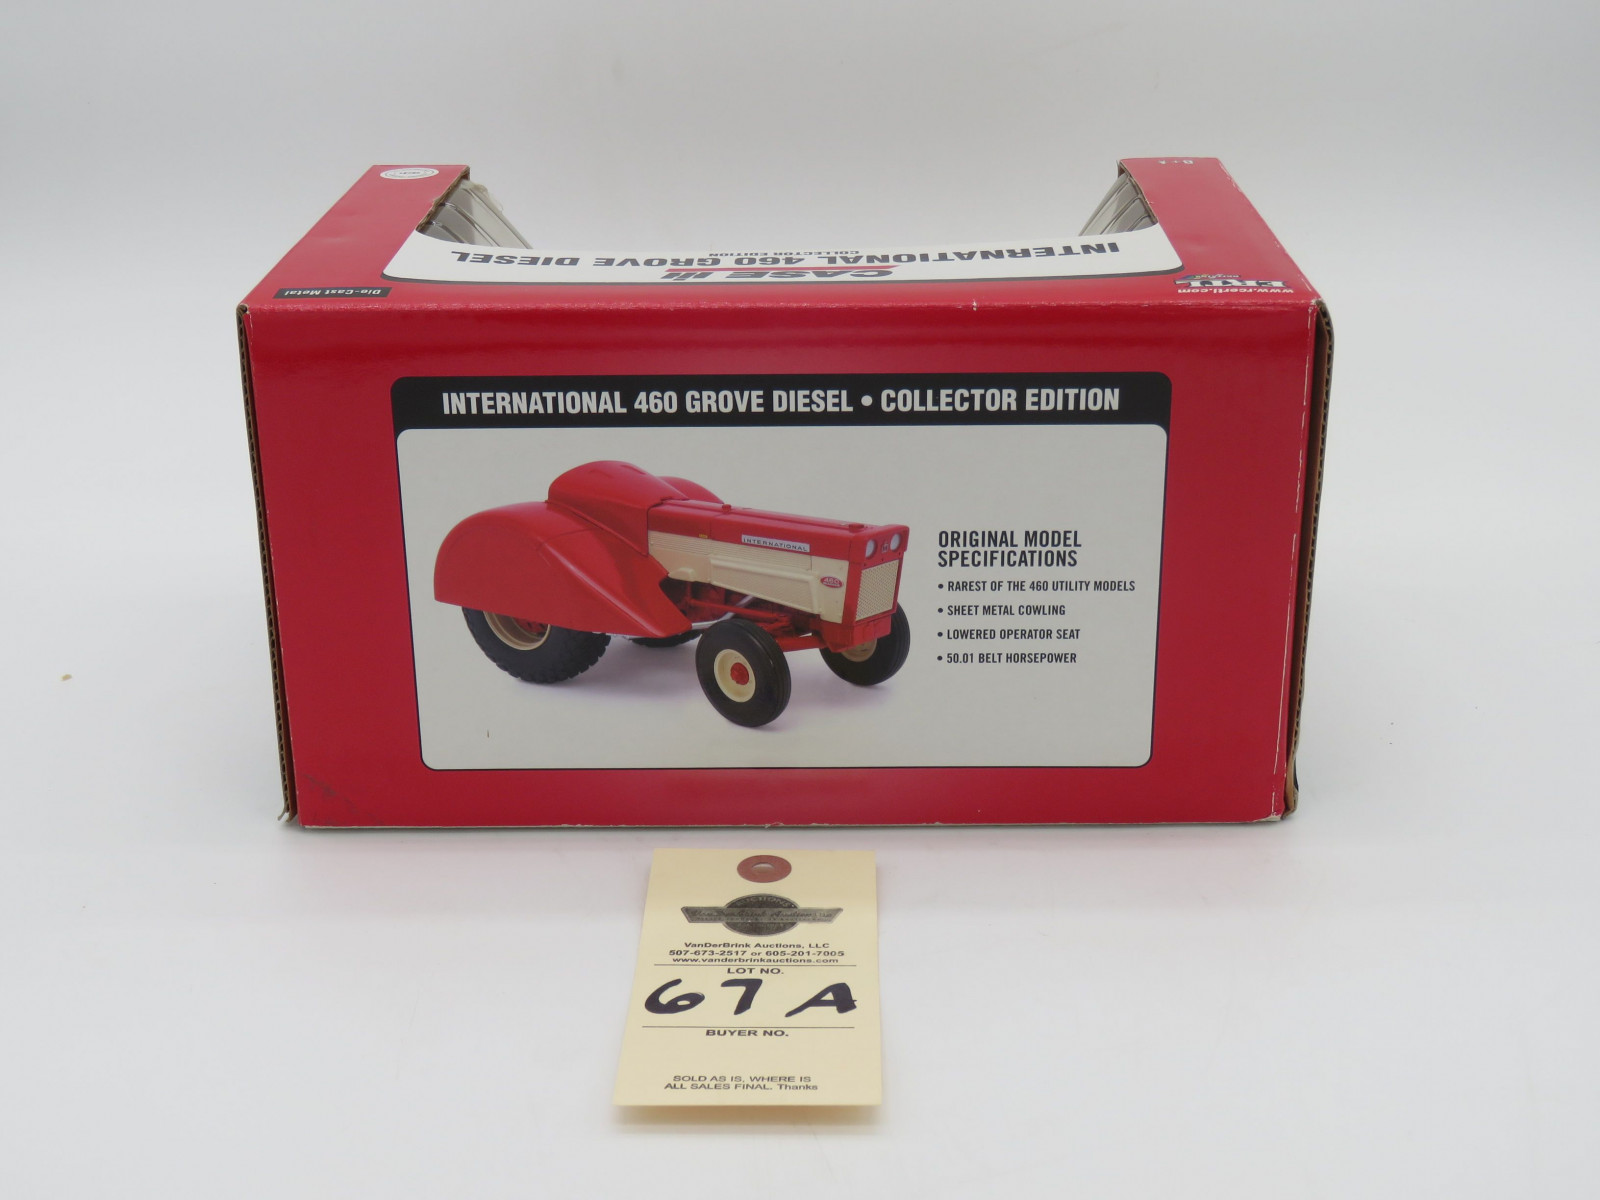 8 + A
INTERNATIONAL 460 GROVE DIESEL
COLLECTOR EDITION
CASE IH
Die-Cast Metal
ERTL
www.rcertl.com
INTERNATIONAL 460 GROVE DIESEL • COLLECTOR EDITION
INTERNATIONAL
ORIGINAL MODEL
SPECIFICATIONS
• RAREST OF THE 460 UTILITY MODELS
• SHEET METAL COWLING
• LOWERED OPERATOR SEAT
• 50.01 BELT HORSEPOWER
VanDerBrink Auctions, LLC
507-673-2517 or 605-201-7005
www.vanderbrinkauctions.com
LOT NO.
67 A
BUYER NO.
SOLD AS IS, WHERE IS
ALL SALES FINAL. Thanks